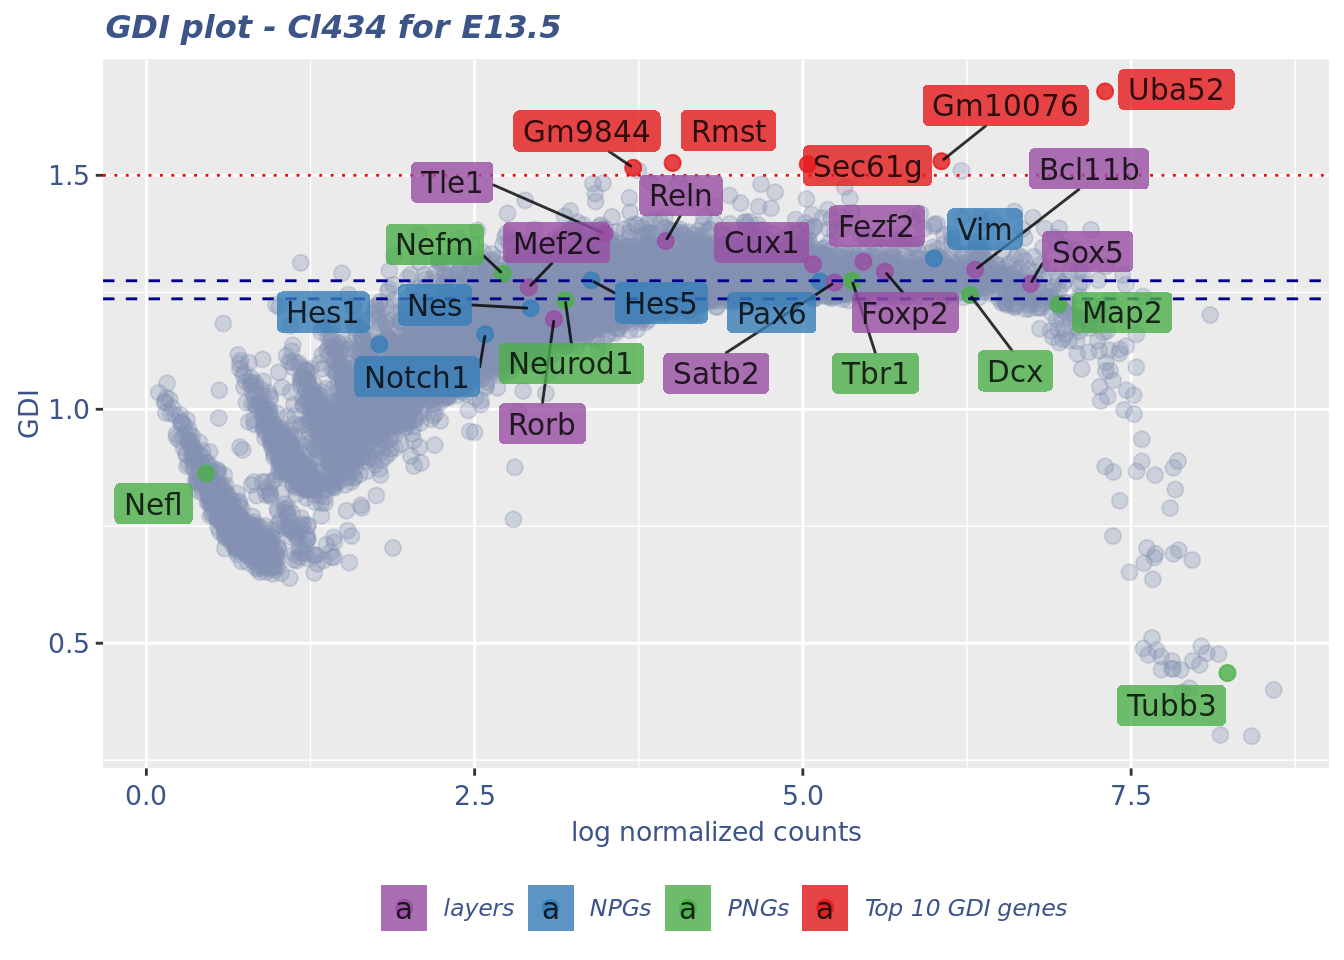 GDI plot - Cl434 for E13.5
Uba52
Gm10076
Gm9844
Rmst
Sec61g
Bcl11b
1.5
Tle1
Reln
Fezf2
Vim
Nefm
Mef2c
Cux1
Sox5
Hes1
Nes
Hes5
Pax6
Foxp2
Map2
Notch1
Neurod1
Satb2
Tbr1
Dcx
GDI
1.0
Rorb
Nefl
0.5
Tubb3
0.0 2.5 5.0 7.5
log normalized counts
a layers a NPGs a PNGs a Top 10 GDI genes